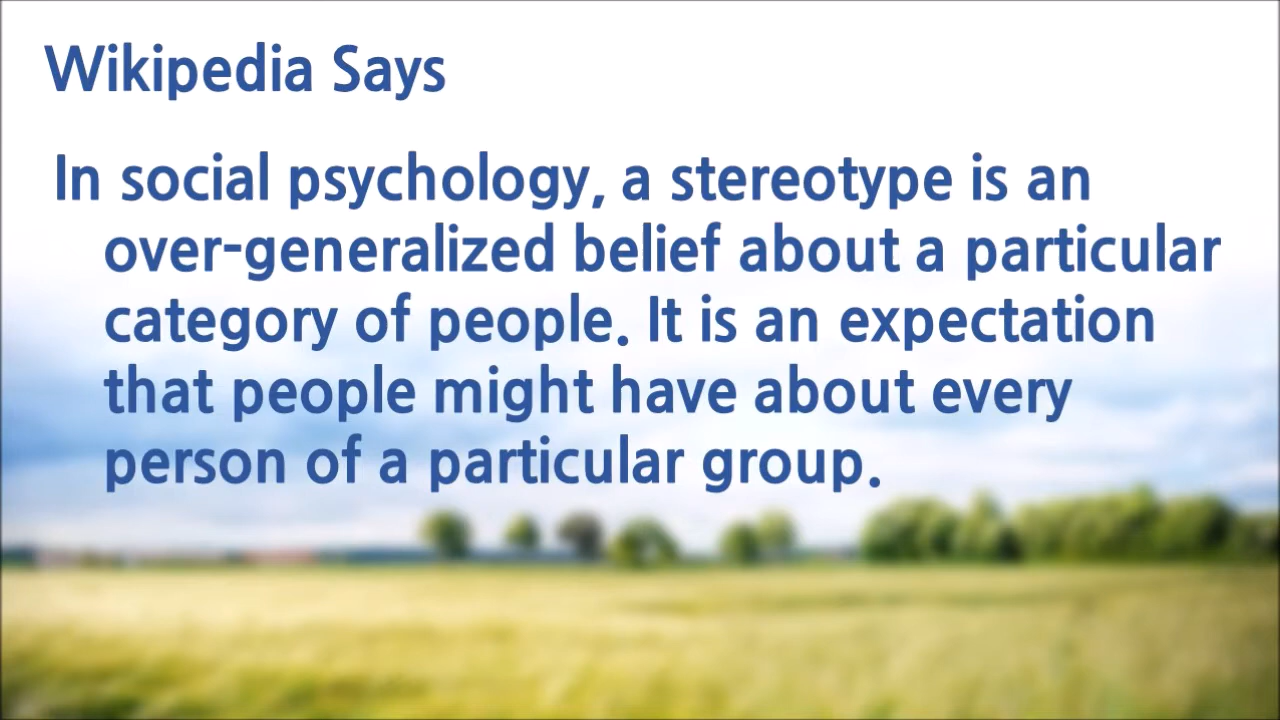 Wikipedia Says
In social psychology, a stereotype is an
over-generalized belief about a particular
category of people. It is an expectation
that people might have about every
person of a particular group.